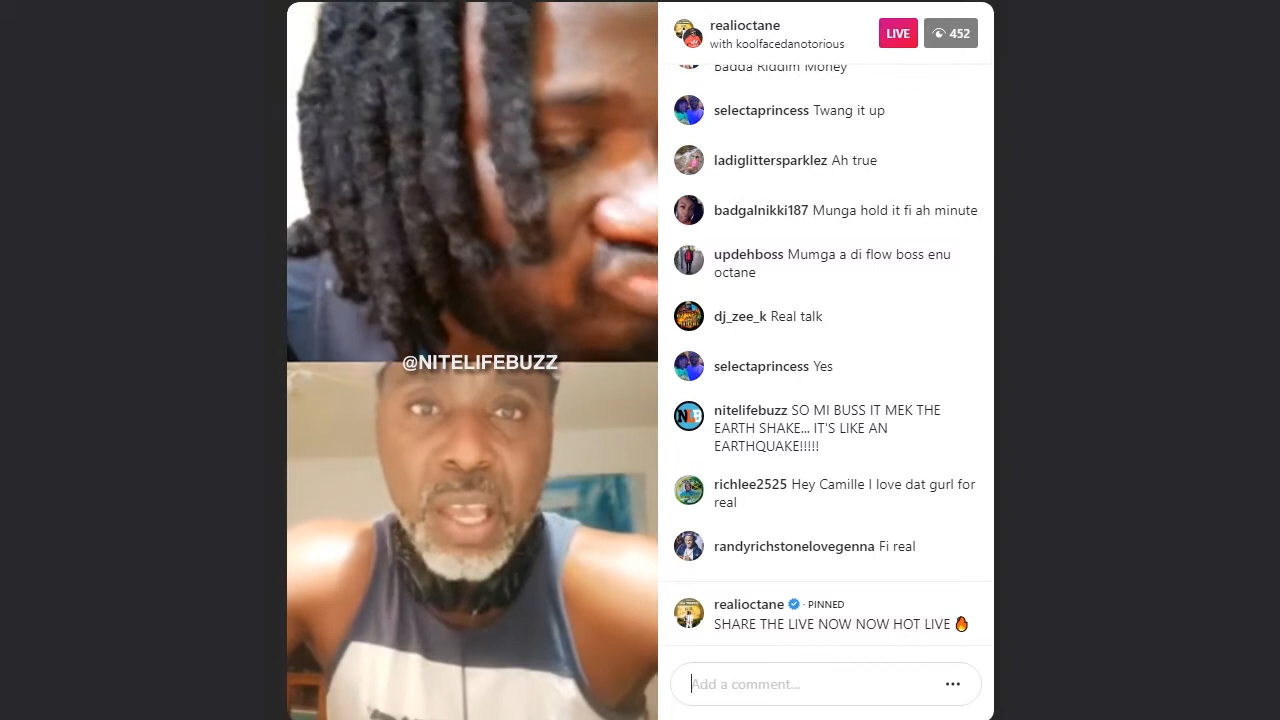 realioctane
with koolfacedanotorious
LIVE
452
Badda Riddim Money
selectaprincess Twang it up
ladiglittersparklez Ah true
badgalnikki187 Munga hold it fi ah minute
updehboss Mumga a di flow boss enu
octane
dj_zee_k Real talk
selectaprincess Yes
nitelifebuzz SO MI BUSS IT MEK THE
EARTH SHAKE... IT'S LIKE AN
EARTHQUAKE!!!!!
richlee2525 Hey Camille I love dat gurl for
real
randyrichstonelovegenna Fi real
realioctane · PINNED
SHARE THE LIVE NOW NOW HOT LIVE 🔥
Add a comment...
@NITELIFEBUZZ
NLB